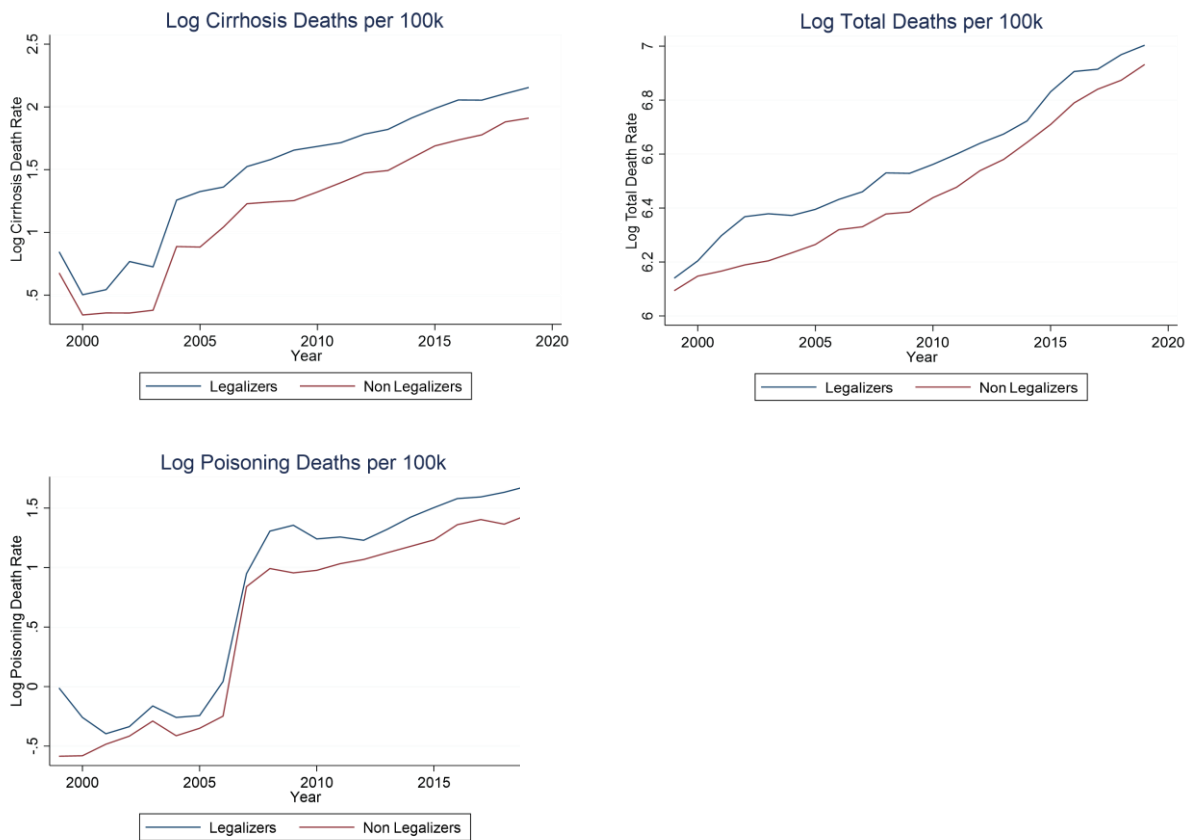 Log Cirrhosis Deaths per 100k
Log Cirrhosis Death Rate
2.5
2
1.5
1
.5
2000 2005 2010 2015 2020
Year
Legalizers Non Legalizers
Log Total Deaths per 100k
Log Total Death Rate
7
6.8
6.6
6.4
6.2
6
2000 2005 2010 2015 2020
Year
Legalizers Non Legalizers
Log Poisoning Deaths per 100k
Log Poisoning Death Rate
1.5
1
.5
0
-.5
2000 2005 2010 2015
Year
Legalizers Non Legalizers